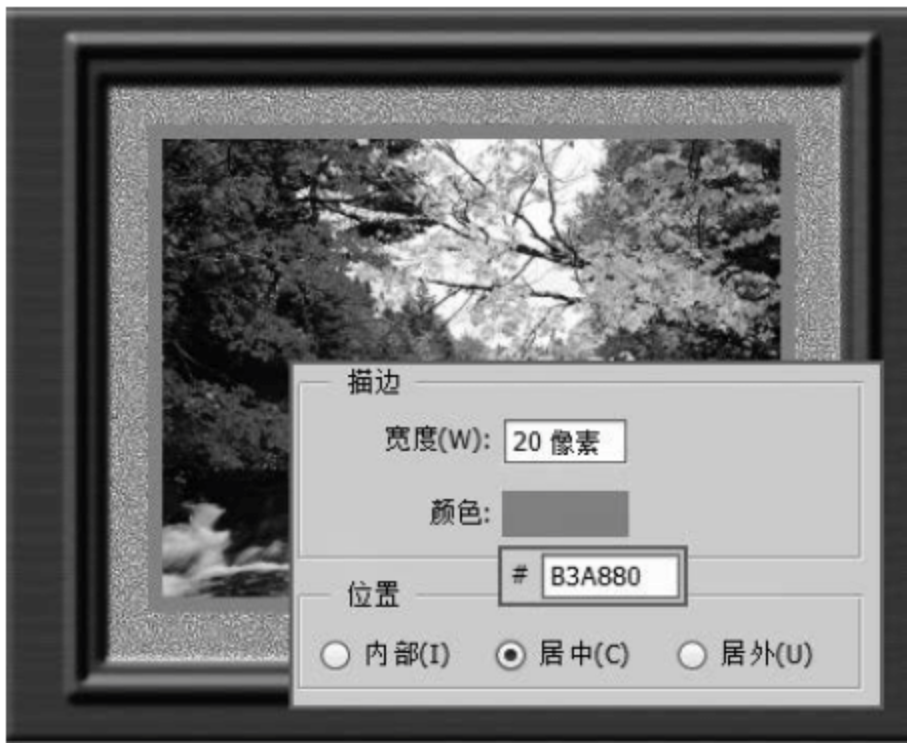 描边
宽度(W): 20 像素
颜色:
# B3A880
位置
内部(I) 居中(C) 居外(U)